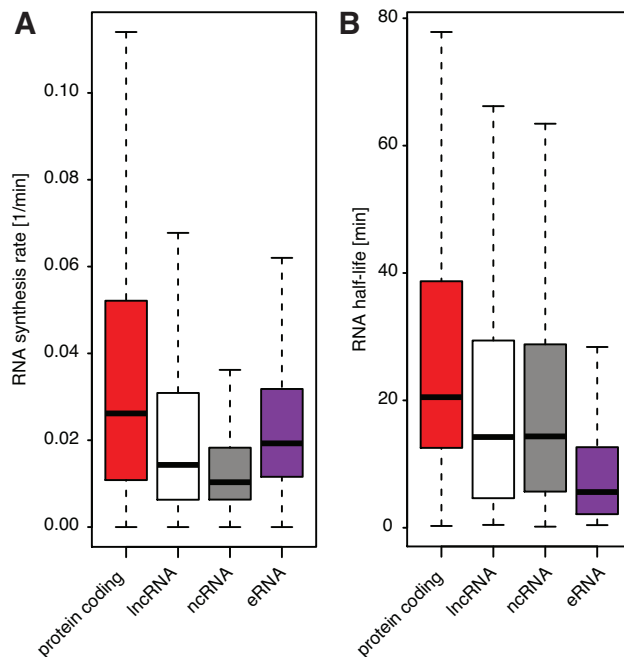 A
RNA synthesis rate [1/min]
0.10
0.08
0.06
0.04
0.02
0.00
protein coding
lncRNA
ncRNA
eRNA
B
RNA half-life [min]
80
60
40
20
0
protein coding
lncRNA
ncRNA
eRNA